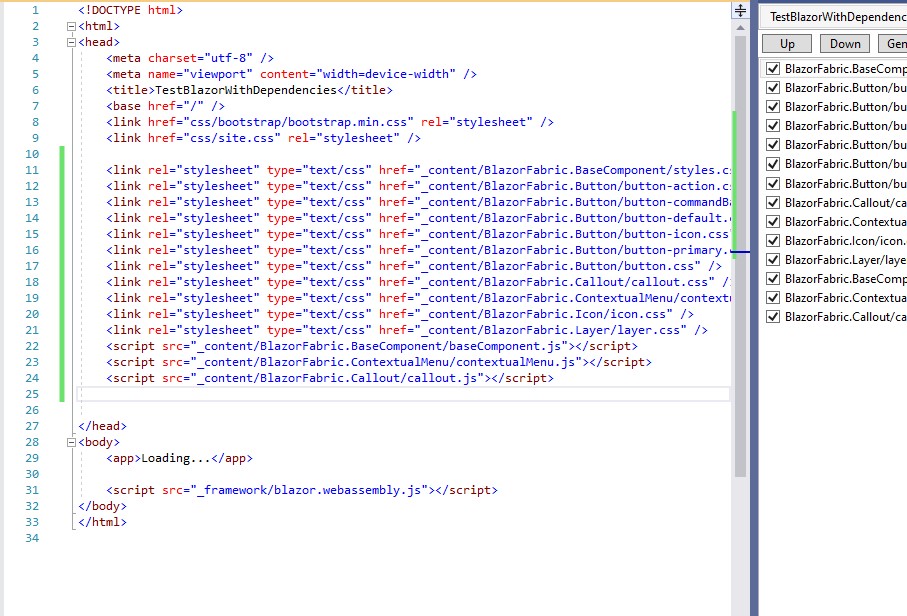 1 <!DOCTYPE html>
2 <html>
3 <head>
4 <meta charset="utf-8" />
5 <meta name="viewport" content="width=device-width" />
6 <title>TestBlazorWithDependencies</title>
7 <base href="/" />
8 <link href="css/bootstrap/bootstrap.min.css" rel="stylesheet" />
9 <link href="css/site.css" rel="stylesheet" />
10
11 <link rel="stylesheet" type="text/css" href="_content/BlazorFabric.BaseComponent/styles.c
12 <link rel="stylesheet" type="text/css" href="_content/BlazorFabric.Button/button-action.c
13 <link rel="stylesheet" type="text/css" href="_content/BlazorFabric.Button/button-commandB
14 <link rel="stylesheet" type="text/css" href="_content/BlazorFabric.Button/button-default.
15 <link rel="stylesheet" type="text/css" href="_content/BlazorFabric.Button/button-icon.css"
16 <link rel="stylesheet" type="text/css" href="_content/BlazorFabric.Button/button-primary.
17 <link rel="stylesheet" type="text/css" href="_content/BlazorFabric.Button/button.css" />
18 <link rel="stylesheet" type="text/css" href="_content/BlazorFabric.Callout/callout.css" /
19 <link rel="stylesheet" type="text/css" href="_content/BlazorFabric.ContextualMenu/context
20 <link rel="stylesheet" type="text/css" href="_content/BlazorFabric.Icon/icon.css" />
21 <link rel="stylesheet" type="text/css" href="_content/BlazorFabric.Layer/layer.css" />
22 <script src="_content/BlazorFabric.BaseComponent/baseComponent.js"></script>
23 <script src="_content/BlazorFabric.ContextualMenu/contextualMenu.js"></script>
24 <script src="_content/BlazorFabric.Callout/callout.js"></script>
25
26
27 </head>
28 <body>
29 <app>Loading...</app>
30
31 <script src="_framework/blazor.webassembly.js"></script>
32 </body>
33 </html>
34
TestBlazorWithDependenc
Up Down Gen
BlazorFabric.BaseComp
BlazorFabric.Button/bu
BlazorFabric.Button/bu
BlazorFabric.Button/bu
BlazorFabric.Button/bu
BlazorFabric.Button/bu
BlazorFabric.Button/bu
BlazorFabric.Callout/ca
BlazorFabric.Contextua
BlazorFabric.Icon/icon.
BlazorFabric.Layer/laye
BlazorFabric.BaseComp
BlazorFabric.Contextua
BlazorFabric.Callout/ca